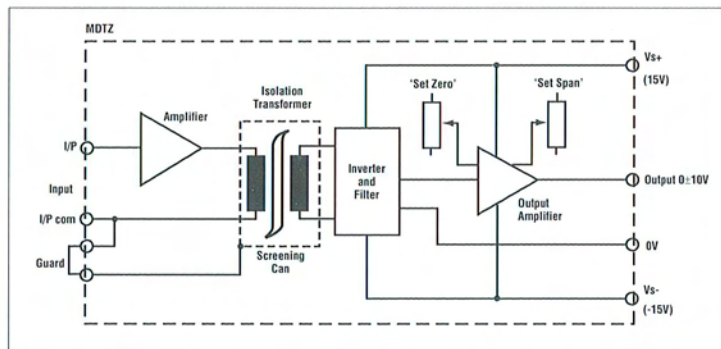 MDTZ
Vs+
(15V)
Isolation
Transformer
'Set Zero'
'Set Span'
Amplifier
I/P
Input
Inverter
and
Filter
Output 0±10V
Output
Amplifier
I/P com
0V
Guard
Screening
Can
Vs-
(-15V)